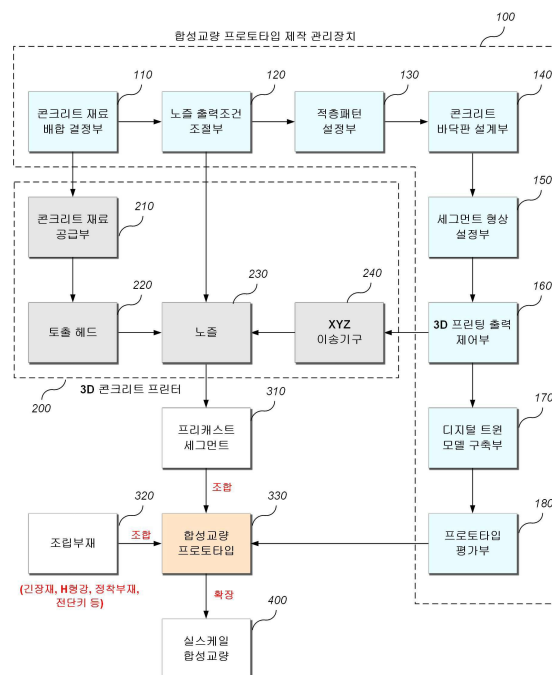 합성교량 프로토타입 제작 관리장치
100
110
120
130
140
콘크리트 재료
배합 결정부
노즐 출력조건
조절부
적층패턴
설정부
콘크리트
바닥판 설계부
150
210
콘크리트 재료
공급부
세그먼트 형상
설정부
220
230
240
160
토출 헤드
노즐
XYZ
이송기구
3D 프린팅 출력
제어부
200
3D 콘크리트 프린터
310
170
프리캐스트
세그먼트
디지털 트윈
모델 구축부
조합
320
330
180
조립부재
조합
합성교량
프로토타입
프로토타입
평가부
(긴장재, H형강, 정착부재,
전단키 등)
확장
400
실스케일
합성교량